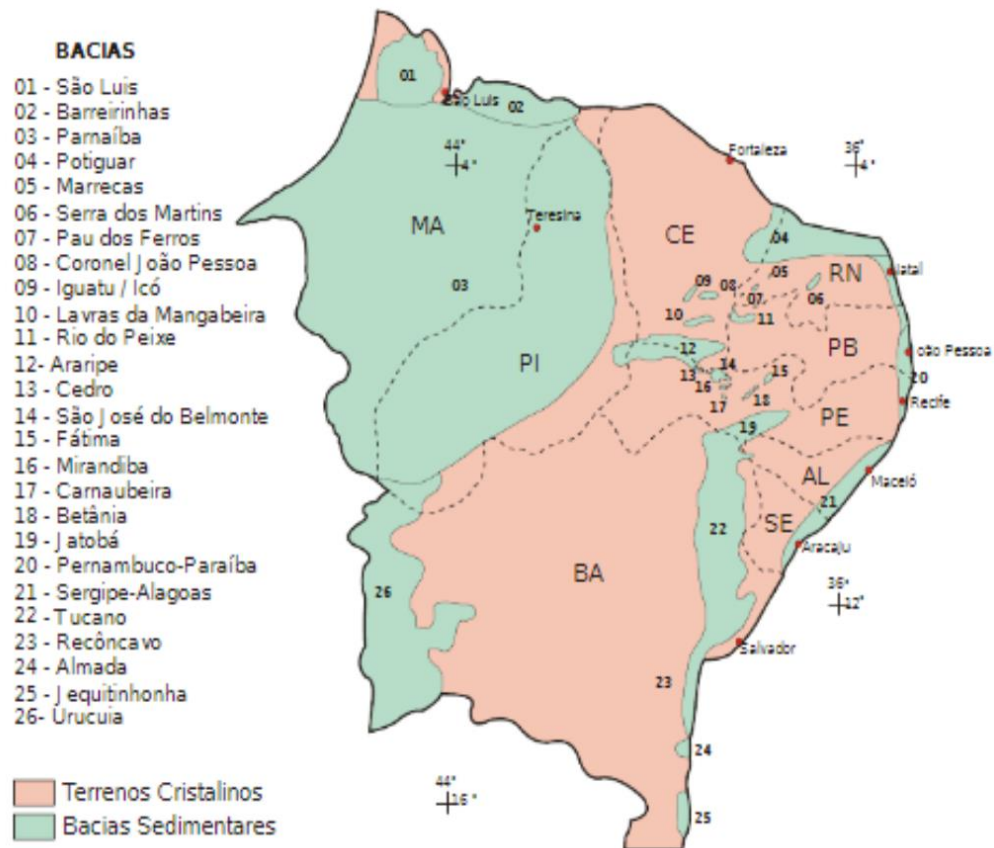 BACIAS
01 - São Luis
02 - Barreirinhas
03 - Parnaíba
04 - Potiguar
05 - Marrecas
06 - Serra dos Martins
07 - Pau dos Ferros
08 - Coronel João Pessoa
09 - Iguatu / Icó
10 - Lavras da Mangabeira
11 - Rio do Peixe
12- Araripe
13 - Cedro
14 - São José do Belmonte
15 - Fátima
16 - Mirandiba
17 - Carnaubeira
18 - Betânia
19 - Jatobá
20 - Pernambuco-Paraíba
21 - Sergipe-Alagoas
22 - Tucano
23 - Recôncavo
24 - Almada
25 - Jequitinhonha
26- Urucuia
Terrenos Cristalinos
Bacias Sedimentares
01
São Luis
02
44°
4°
Fortaleza
36°
4°
MA
Teresina
CE
04
03
09
08
05
07
06
RN
Natal
10
11
PI
12
PB
oão Pessoa
13
14
15
16
20
17
18
Recife
19
PE
AL
Maceió
21
22
SE
Aracaju
BA
26
36°
12°
Salvador
23
24
44°
16°
25